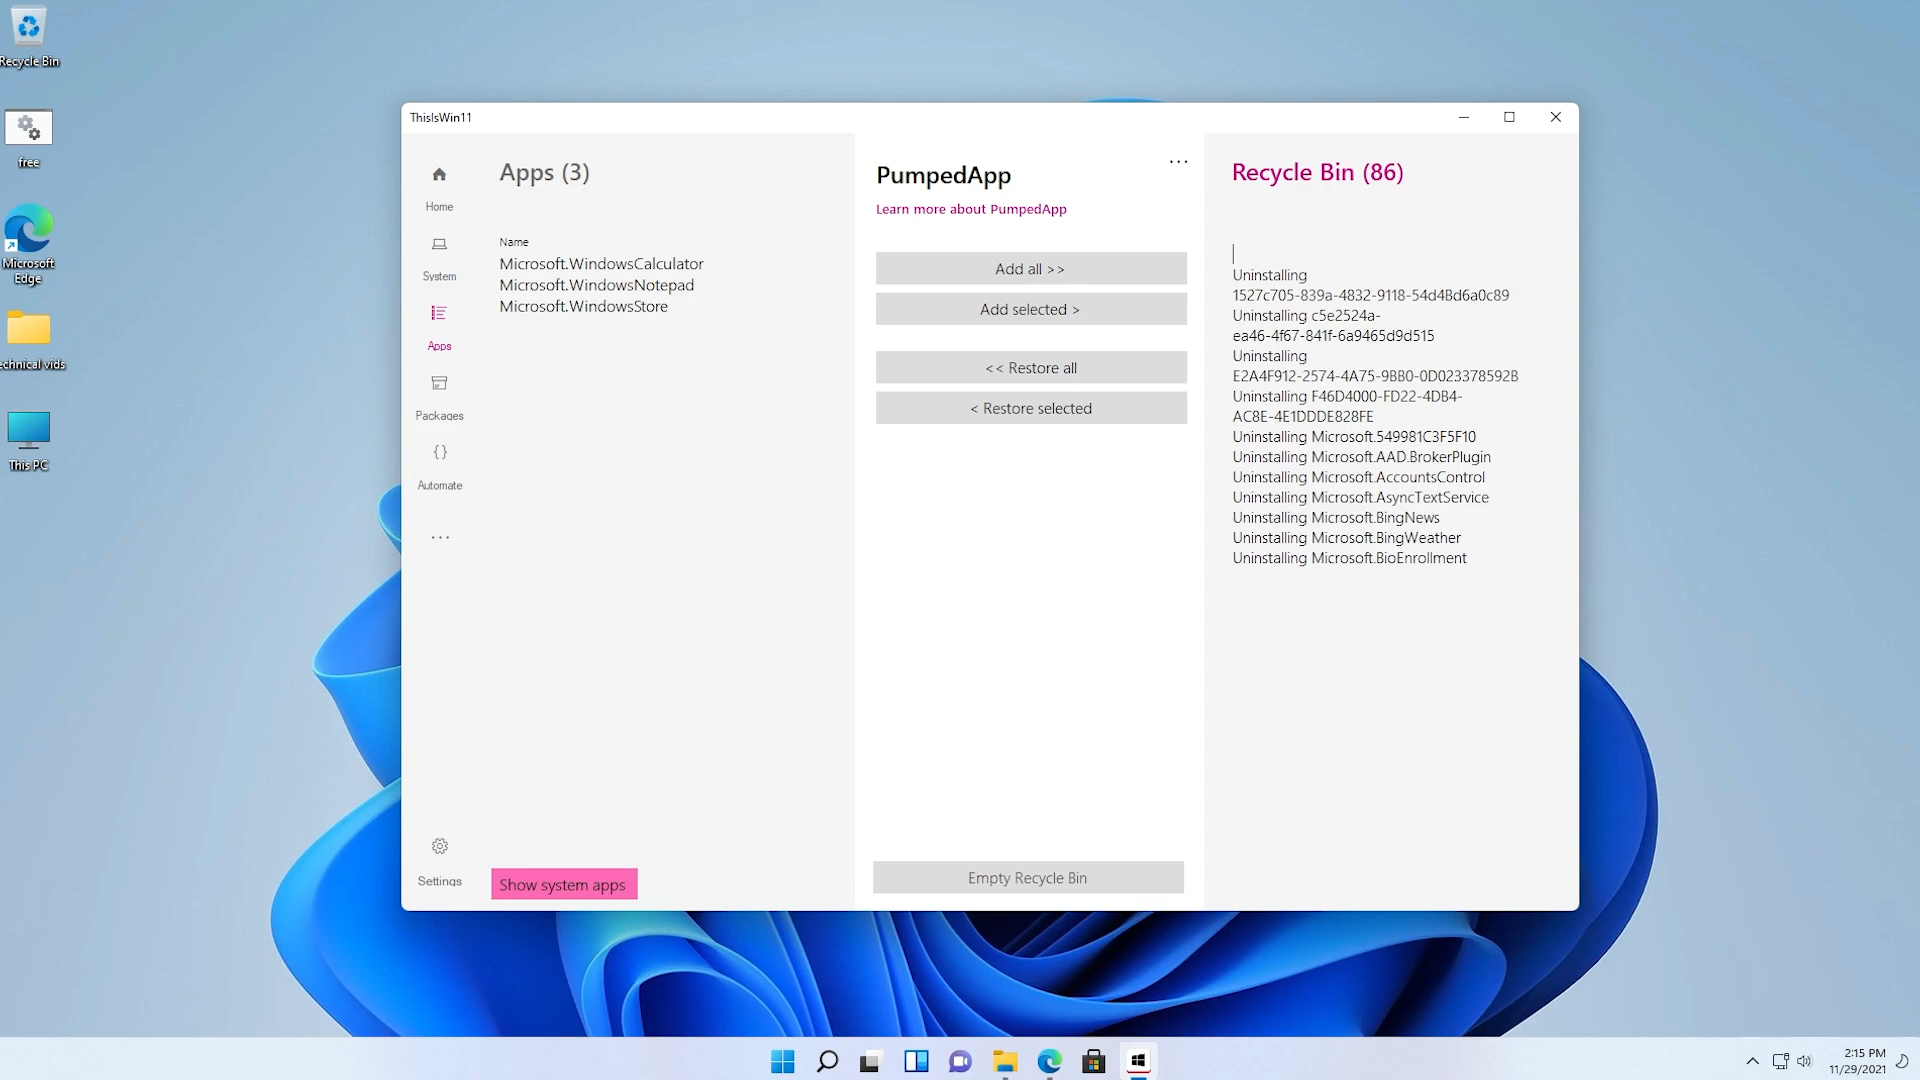 Recycle Bin
free
Microsoft
Edge
echnical vids
This PC
ThisIsWin11
Home
System
Apps
Packages
Automate
Settings
Apps (3)
Name
Microsoft.WindowsCalculator
Microsoft.WindowsNotepad
Microsoft.WindowsStore
Show system apps
PumpedApp
Learn more about PumpedApp
Add all >>
Add selected >
<< Restore all
< Restore selected
Empty Recycle Bin
Recycle Bin (86)
Uninstalling
1527c705-839a-4832-9118-54d4Bd6a0c89
Uninstalling c5e2524a-
ea46-4f67-841f-6a9465d9d515
Uninstalling
E2A4F912-2574-4A75-9BB0-0D023378592B
Uninstalling F46D4000-FD22-4DB4-
AC8E-4E1DDDE828FE
Uninstalling Microsoft.549981C3F5F10
Uninstalling Microsoft.AAD.BrokerPlugin
Uninstalling Microsoft.AccountsControl
Uninstalling Microsoft.AsyncTextService
Uninstalling Microsoft.BingNews
Uninstalling Microsoft.BingWeather
Uninstalling Microsoft.BioEnrollment
2:15 PM
11/29/2021